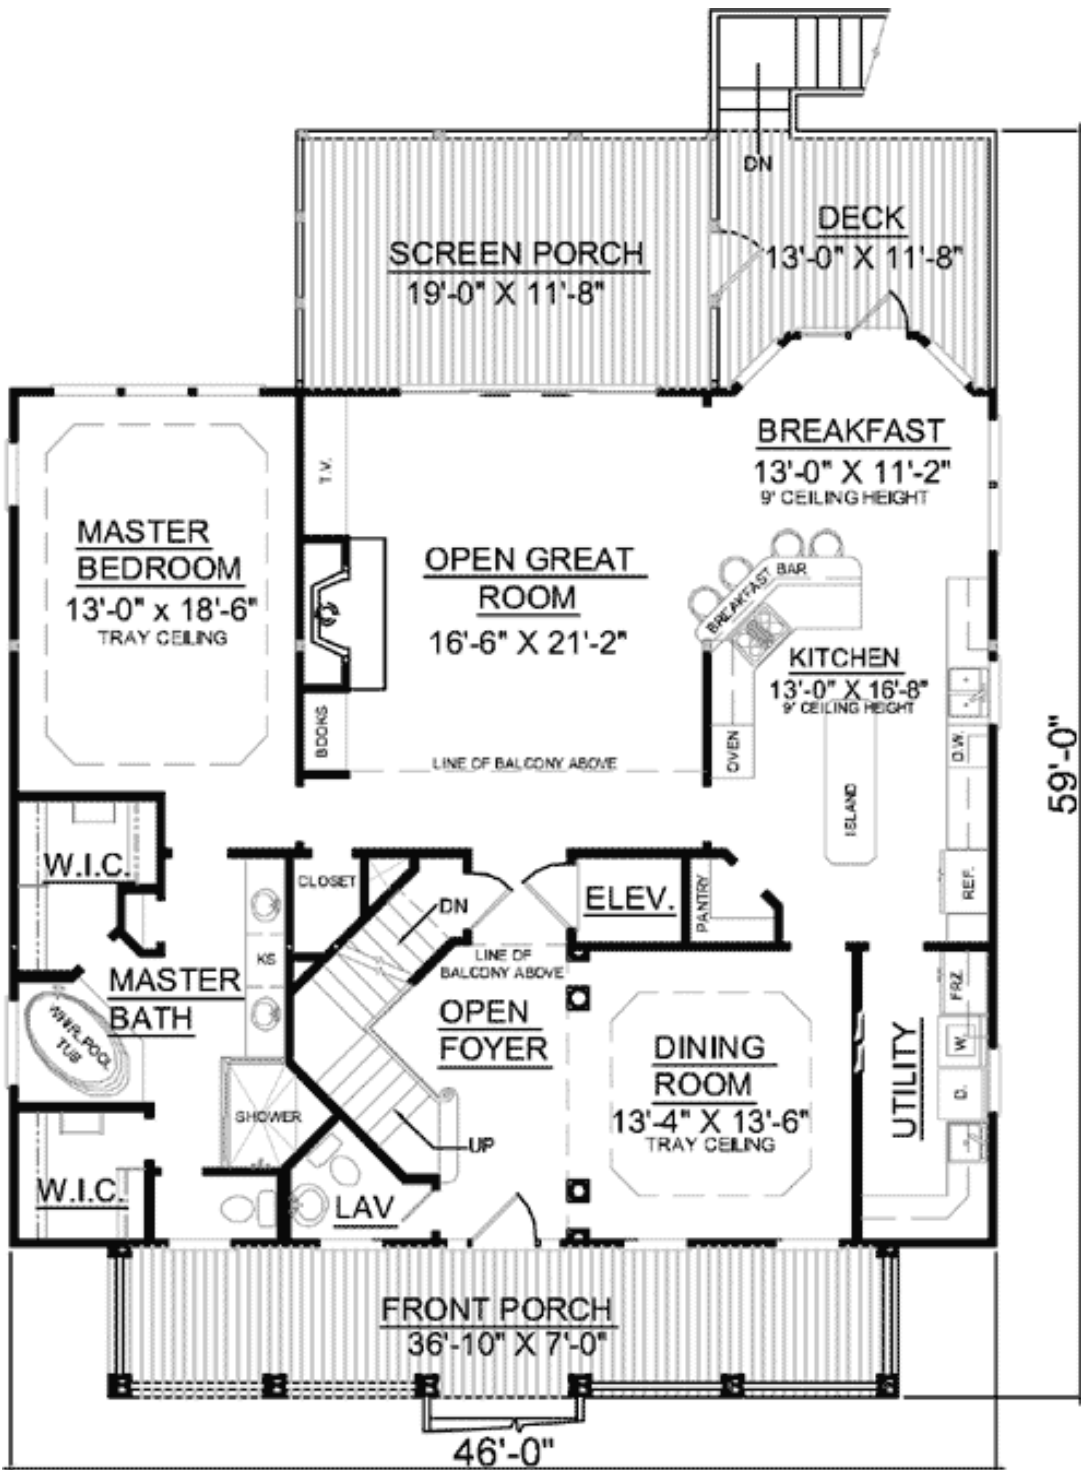 DN
DECK
13'-0" X 11'-8"
SCREEN PORCH
19'-0" X 11'-8"
BREAKFAST
13'-0" X 11'-2"
9' CEILING HEIGHT
T.V.
MASTER
BEDROOM
13'-0" x 18'-6"
TRAY CEILING
OPEN GREAT
ROOM
16'-6" X 21'-2"
BREAKFAST BAR
KITCHEN
13'-0" X 16'-8"
9' CEILING HEIGHT
BOOKS
OVEN
D.W.
LINE OF BALCONY ABOVE
ISLAND
59'-0"
W.I.C.
CLOSET
DN
ELEV.
PANTRY
REF.
KS
LINE OF
BALCONY ABOVE
MASTER
BATH
WHIRLPOOL
TUB
OPEN
FOYER
DINING
ROOM
13'-4" X 13'-6"
TRAY CEILING
FRZ.
W.
D.
UTILITY
SHOWER
UP
W.I.C.
LAV
FRONT PORCH
36'-10" X 7'-0"
46'-0"